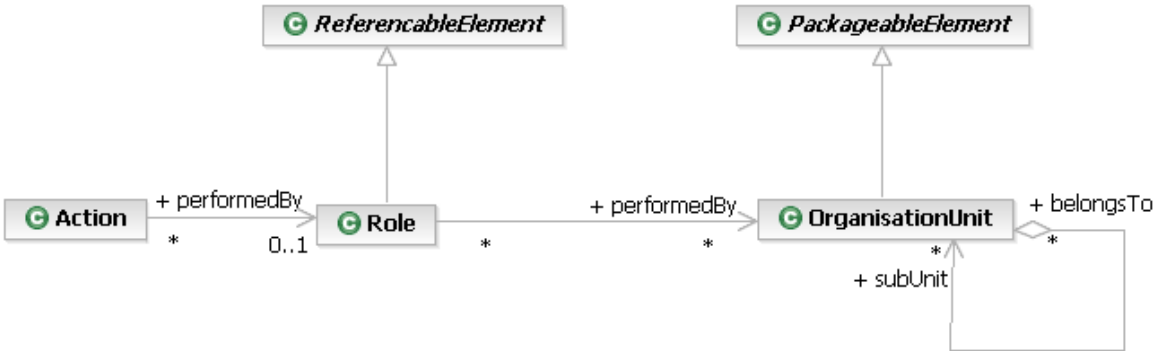 C ReferencableElement
C PackageableElement
C Action
+ performedBy
*
0..1
C Role
+ performedBy
*
*
C OrganisationUnit
+ belongsTo
*
*
+ subUnit